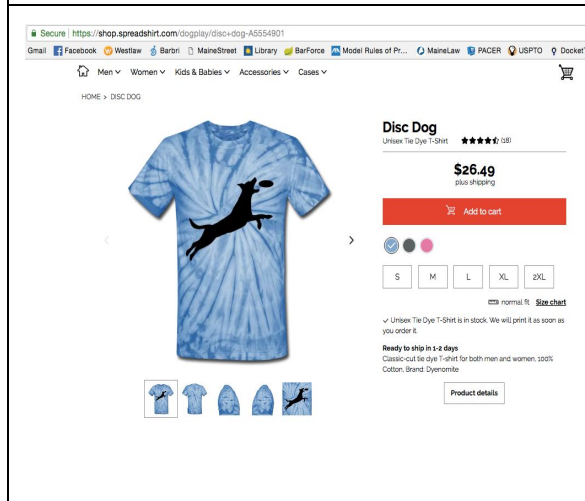 Secure | https://shop.spreadshirt.com/dogplay/disc+dog-A5554901
Gmail Facebook Westlaw Barbri MaineStreet Library BarForce Model Rules of Pr... MaineLaw PACER USPTO Docket
Men Women Kids & Babies Accessories Cases
HOME > DISC DOG
Disc Dog
Unisex Tie Dye T-Shirt (18)
$26.49
plus shipping
Add to cart
S M L XL 2XL
normal fit Size chart
✓ Unisex Tie Dye T-Shirt is in stock. We will print it as soon as
you order it.
Ready to ship in 1-2 days
Classic-cut tie dye T-shirt for both men and women, 100%
Cotton, Brand: Dyenomite
Product details